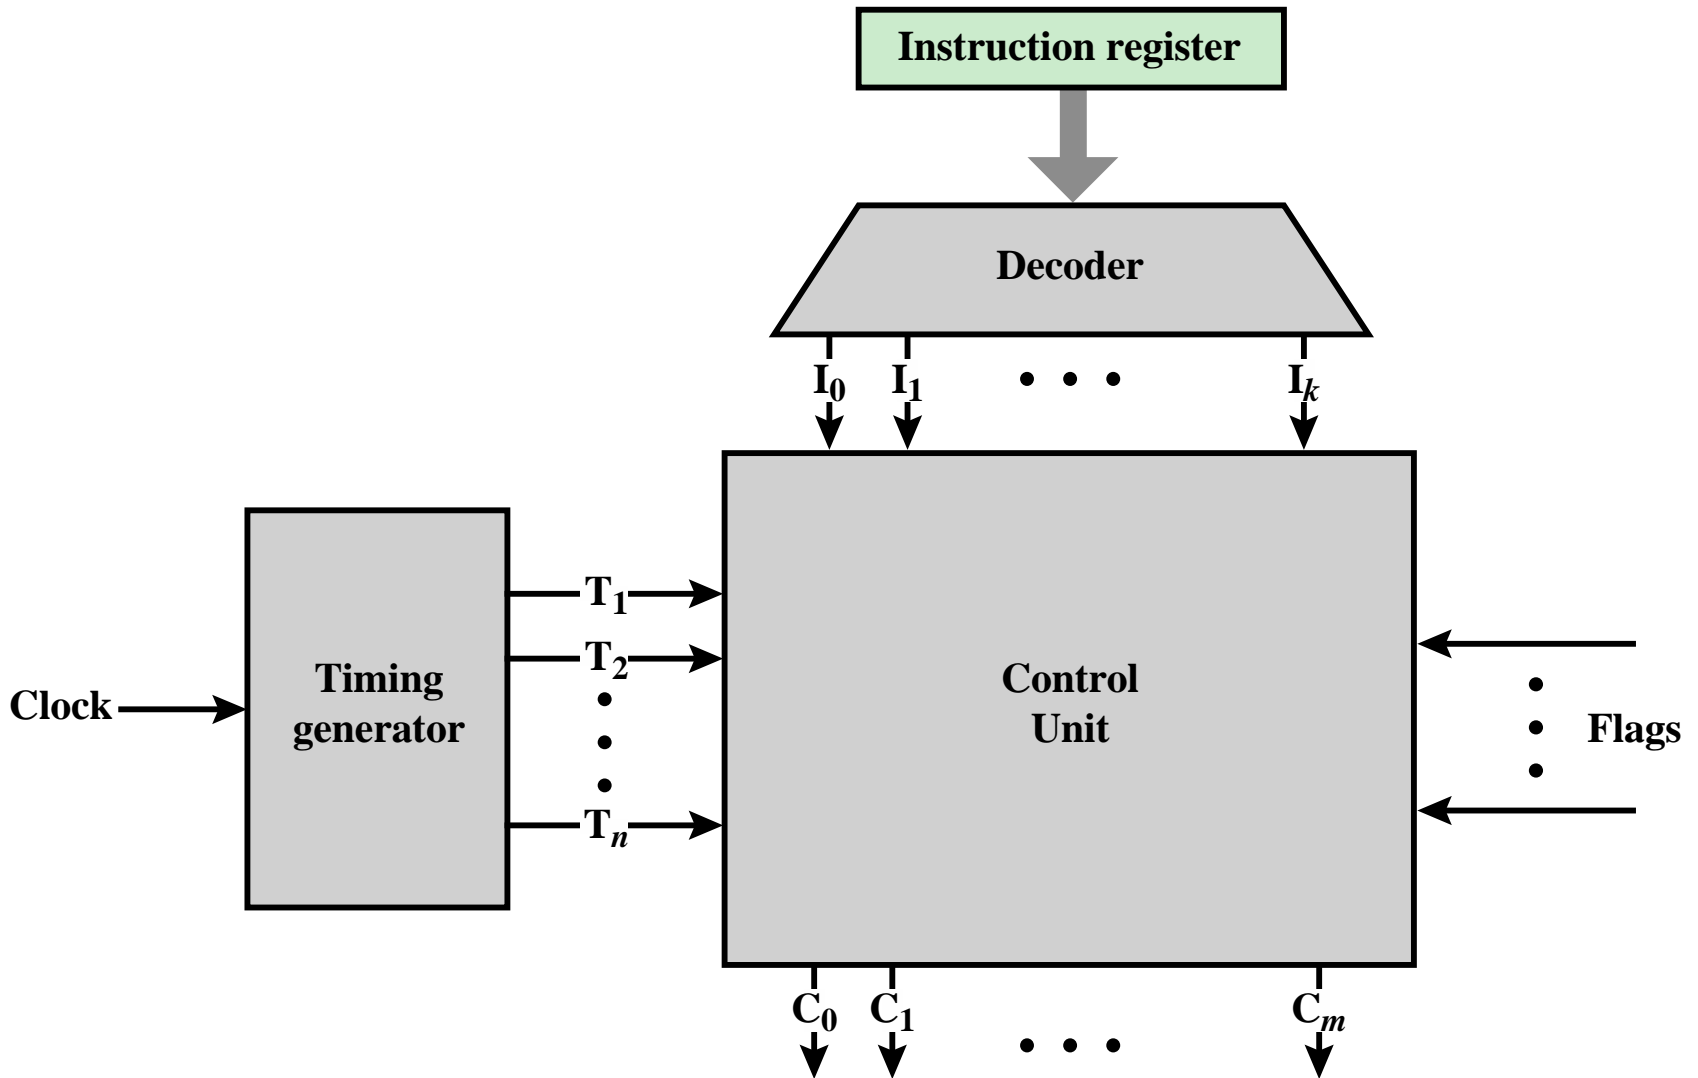 Instruction register
Decoder
I0 I1 Ik
T1
T2
Tn
Clock
Timing
generator
Control
Unit
Flags
C0 C1 Cm